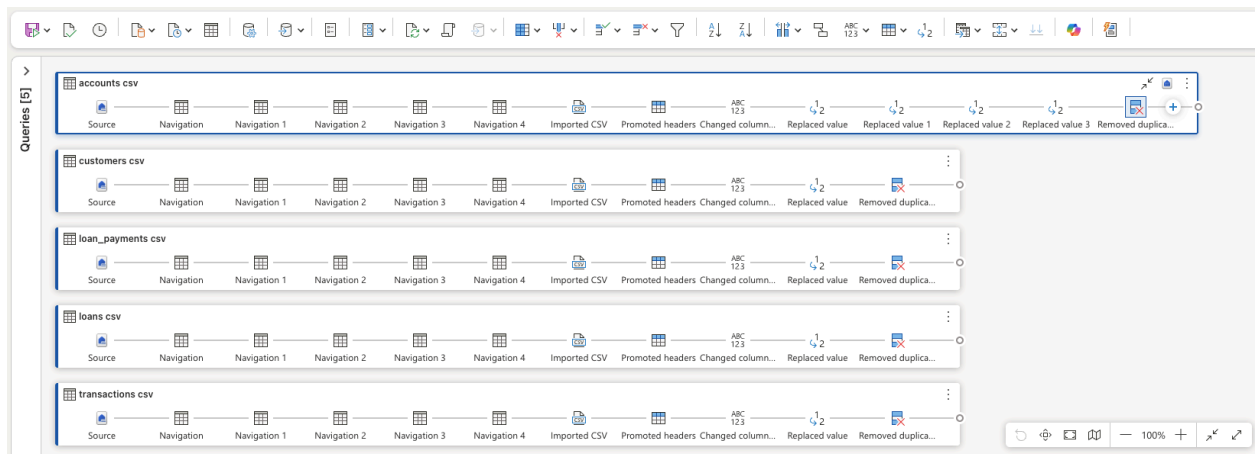 Queries [5]
accounts csv
Source Navigation Navigation 1 Navigation 2 Navigation 3 Navigation 4 Imported CSV Promoted headers Changed column... Replaced value Replaced value 1 Replaced value 2 Replaced value 3 Removed duplica...
customers csv
Source Navigation Navigation 1 Navigation 2 Navigation 3 Navigation 4 Imported CSV Promoted headers Changed column... Replaced value Removed duplica...
loan_payments csv
Source Navigation Navigation 1 Navigation 2 Navigation 3 Navigation 4 Imported CSV Promoted headers Changed column... Replaced value Removed duplica...
loans csv
Source Navigation Navigation 1 Navigation 2 Navigation 3 Navigation 4 Imported CSV Promoted headers Changed column... Replaced value Removed duplica...
transactions csv
Source Navigation Navigation 1 Navigation 2 Navigation 3 Navigation 4 Imported CSV Promoted headers Changed column... Replaced value Removed duplica...
100%